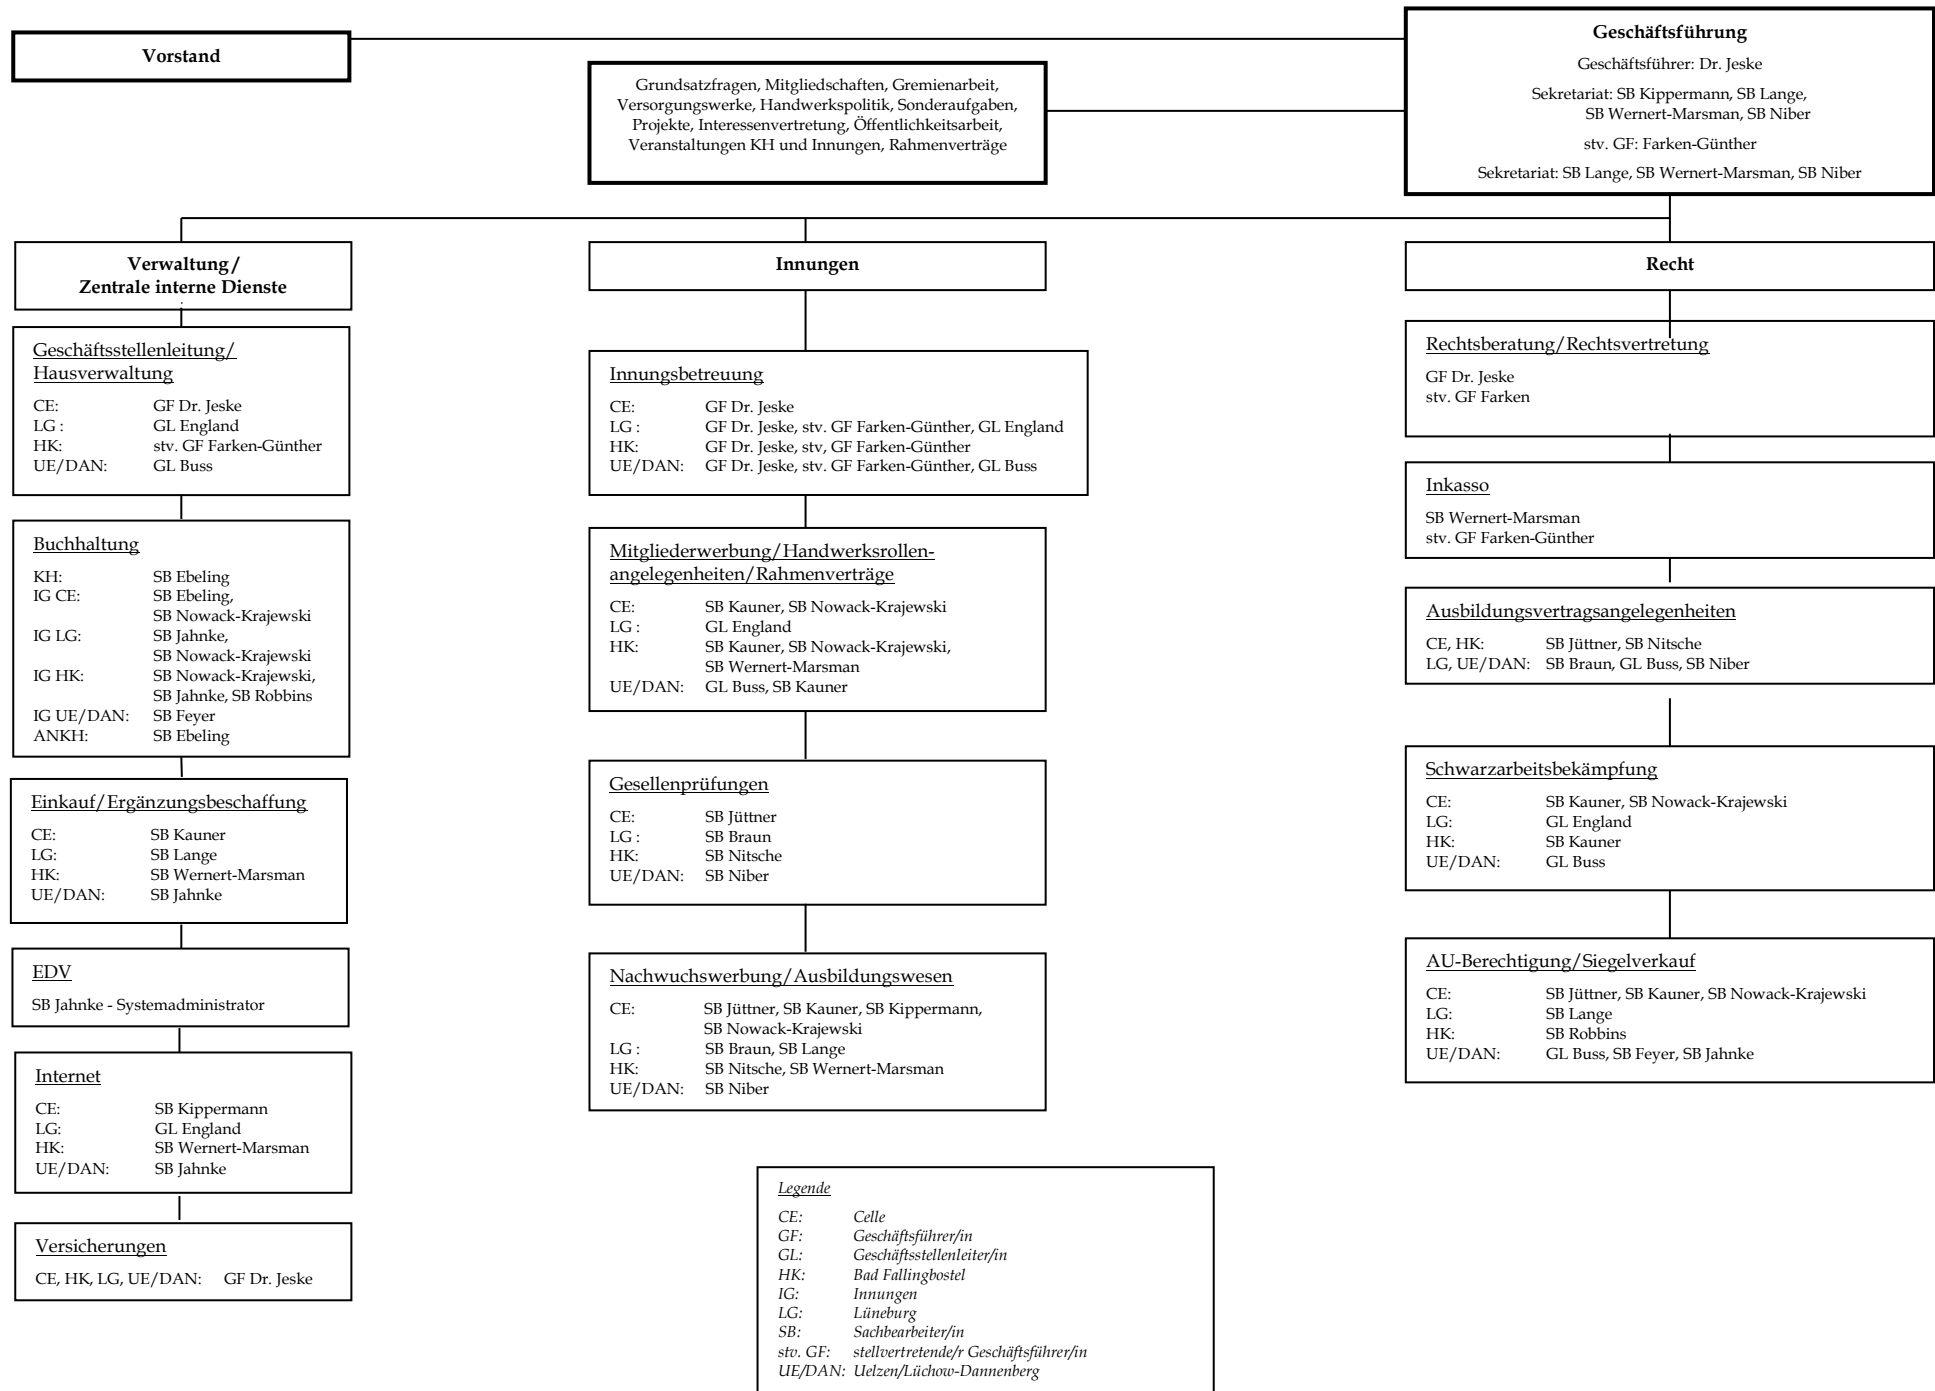 Vorstand
Grundsatzfragen, Mitgliedschaften, Gremienarbeit,
Versorgungswerke, Handwerkspolitik, Sonderaufgaben,
Projekte, Interessenvertretung, Öffentlichkeitsarbeit,
Veranstaltungen KH und Innungen, Rahmenverträge
Geschäftsführung
Geschäftsführer: Dr. Jeske
Sekretariat: SB Kippermann, SB Lange,
SB Wernert-Marsman, SB Niber
stv. GF: Farken-Günther
Sekretariat: SB Lange, SB Wernert-Marsman, SB Niber
Verwaltung/
Zentrale interne Dienste
Geschäftsstellenleitung/
Hausverwaltung
CE: GF Dr. Jeske
LG : GL England
HK: stv. GF Farken-Günther
UE/DAN: GL Buss
Buchhaltung
KH: SB Ebeling
IG CE: SB Ebeling,
SB Nowack-Krajewski
IG LG: SB Jahnke,
SB Nowack-Krajewski
IG HK: SB Nowack-Krajewski,
SB Jahnke, SB Robbins
IG UE/DAN: SB Feyer
ANKH: SB Ebeling
Einkauf/Ergänzungsbeschaffung
CE: SB Kauner
LG: SB Lange
HK: SB Wernert-Marsman
UE/DAN: SB Jahnke
EDV
SB Jahnke - Systemadministrator
Internet
CE: SB Kippermann
LG: GL England
HK: SB Wernert-Marsman
UE/DAN: SB Jahnke
Versicherungen
CE, HK, LG, UE/DAN: GF Dr. Jeske
Innungen
Innungsbetreuung
CE: GF Dr. Jeske
LG : GF Dr. Jeske, stv. GF Farken-Günther, GL England
HK: GF Dr. Jeske, stv, GF Farken-Günther
UE/DAN: GF Dr. Jeske, stv. GF Farken-Günther, GL Buss
Mitgliederwerbung/Handwerksrollen-
angelegenheiten/Rahmenverträge
CE: SB Kauner, SB Nowack-Krajewski
LG : GL England
HK: SB Kauner, SB Nowack-Krajewski,
SB Wernert-Marsman
UE/DAN: GL Buss, SB Kauner
Gesellenprüfungen
CE: SB Jüttner
LG : SB Braun
HK: SB Nitsche
UE/DAN: SB Niber
Nachwuchswerbung/Ausbildungswesen
CE: SB Jüttner, SB Kauner, SB Kippermann,
SB Nowack-Krajewski
LG : SB Braun, SB Lange
HK: SB Nitsche, SB Wernert-Marsman
UE/DAN: SB Niber
Recht
Rechtsberatung/Rechtsvertretung
GF Dr. Jeske
stv. GF Farken
Inkasso
SB Wernert-Marsman
stv. GF Farken-Günther
Ausbildungsvertragsangelegenheiten
CE, HK: SB Jüttner, SB Nitsche
LG, UE/DAN: SB Braun, GL Buss, SB Niber
Schwarzarbeitsbekämpfung
CE: SB Kauner, SB Nowack-Krajewski
LG: GL England
HK: SB Kauner
UE/DAN: GL Buss
AU-Berechtigung/Siegelverkauf
CE: SB Jüttner, SB Kauner, SB Nowack-Krajewski
LG: SB Lange
HK: SB Robbins
UE/DAN: GL Buss, SB Feyer, SB Jahnke
Legende
CE: Celle
GF: Geschäftsführer/in
GL: Geschäftsstellenleiter/in
HK: Bad Fallingbostel
IG: Innungen
LG: Lüneburg
SB: Sachbearbeiter/in
stv. GF: stellvertretende/r Geschäftsführer/in
UE/DAN: Uelzen/Lüchow-Dannenberg